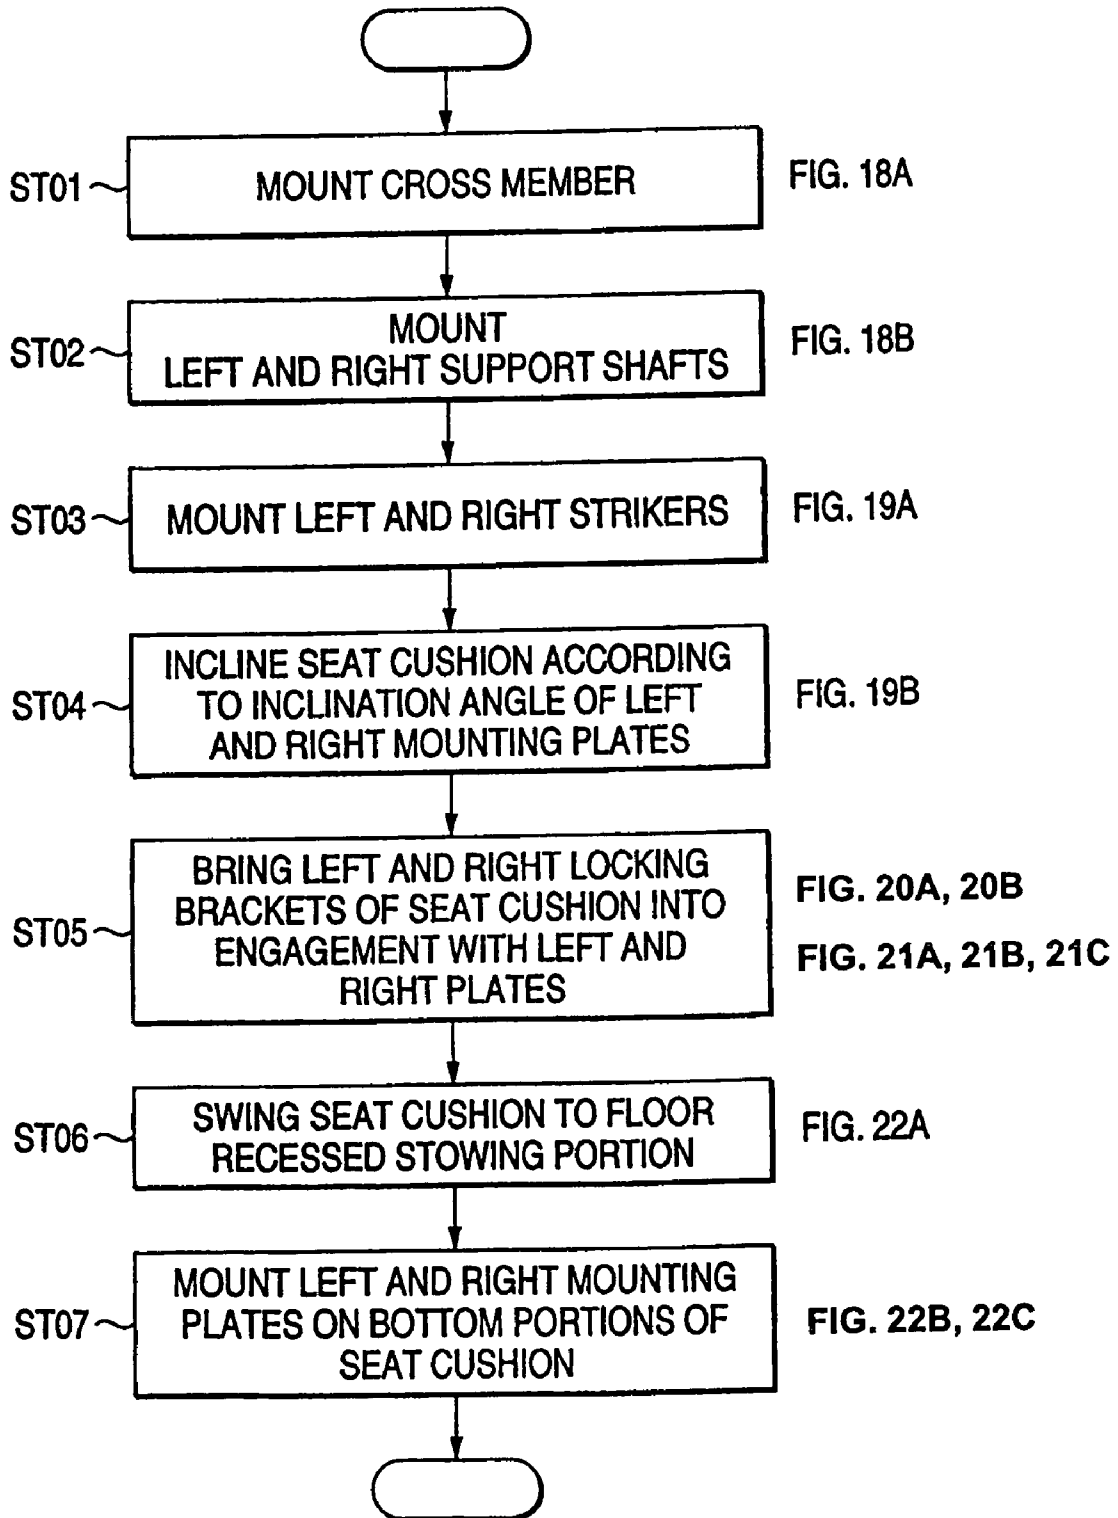 ST01
MOUNT CROSS MEMBER
FIG. 18A
ST02
MOUNT
LEFT AND RIGHT SUPPORT SHAFTS
FIG. 18B
ST03
MOUNT LEFT AND RIGHT STRIKERS
FIG. 19A
ST04
INCLINE SEAT CUSHION ACCORDING
TO INCLINATION ANGLE OF LEFT
AND RIGHT MOUNTING PLATES
FIG. 19B
ST05
BRING LEFT AND RIGHT LOCKING
BRACKETS OF SEAT CUSHION INTO
ENGAGEMENT WITH LEFT AND
RIGHT PLATES
FIG. 20A, 20B
FIG. 21A, 21B, 21C
ST06
SWING SEAT CUSHION TO FLOOR
RECESSED STOWING PORTION
FIG. 22A
ST07
MOUNT LEFT AND RIGHT MOUNTING
PLATES ON BOTTOM PORTIONS OF
SEAT CUSHION
FIG. 22B, 22C